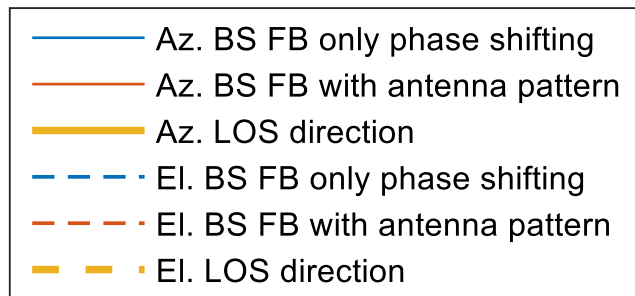 Az. BS FB only phase shifting
Az. BS FB with antenna pattern
Az. LOS direction
El. BS FB only phase shifting
El. BS FB with antenna pattern
El. LOS direction